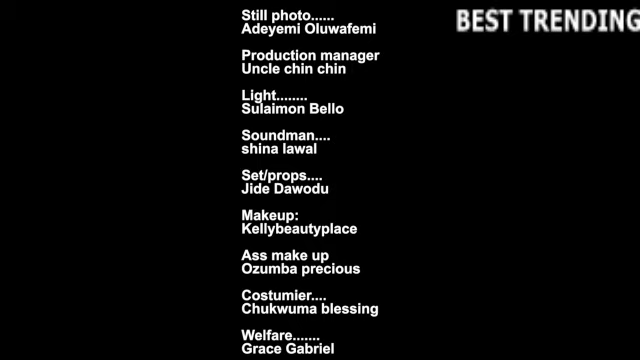 Still photo......
Adeyemi Oluwafemi
BEST TRENDING
Production manager
Uncle chin chin
Light........
Sulaimon Bello
Soundman....
shina lawal
Set/props....
Jide Dawodu
Makeup:
Kellybeautyplace
Ass make up
Ozumba precious
Costumier....
Chukwuma blessing
Welfare.......
Grace Gabriel